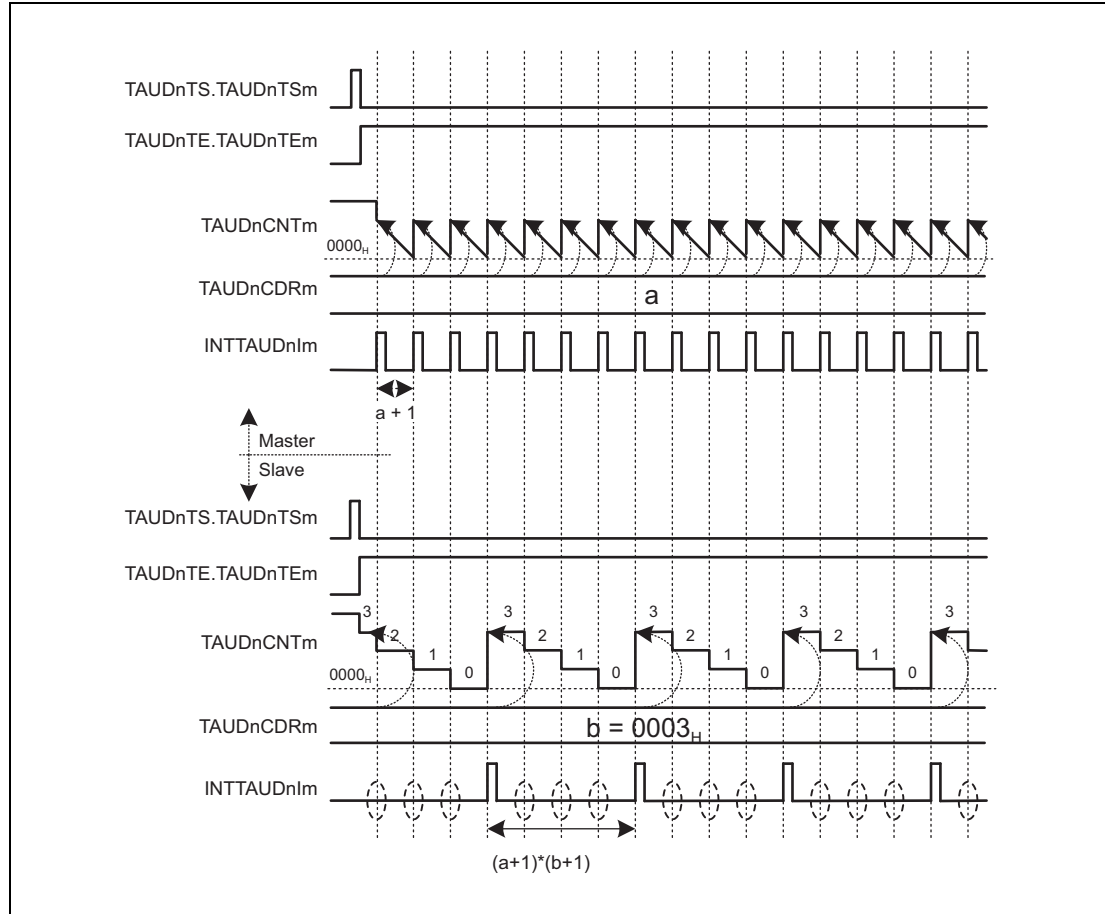 TAUDnTS.TAUDnTSm
TAUDnTE.TAUDnTEm
TAUDnCNTm
0000H
TAUDnCDRm
a
INTTAUDnIm
a + 1
Master
Slave
TAUDnTS.TAUDnTSm
TAUDnTE.TAUDnTEm
3 2 1 0 3 2 1 0 3 2 1 0 3 2 1 0 3
TAUDnCNTm
0000H
TAUDnCDRm
b = 0003H
INTTAUDnIm
(a+1)*(b+1)